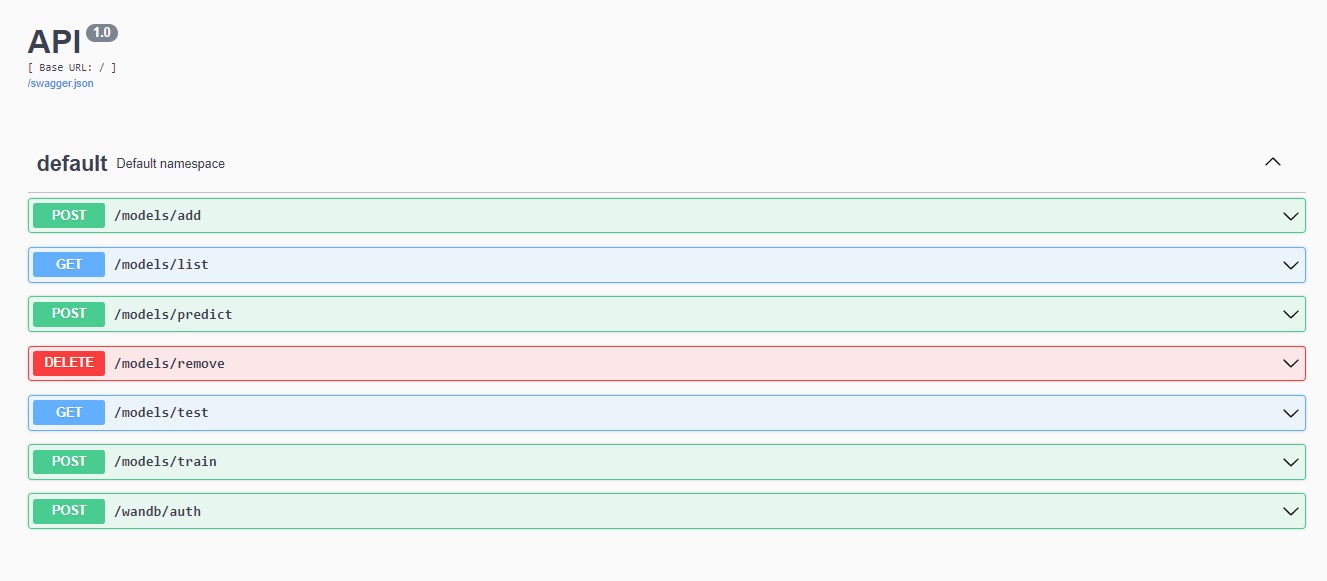 API 1.0
[ Base URL: / ]
/swagger.json
default Default namespace
POST /models/add
GET /models/list
POST /models/predict
DELETE /models/remove
GET /models/test
POST /models/train
POST /wandb/auth